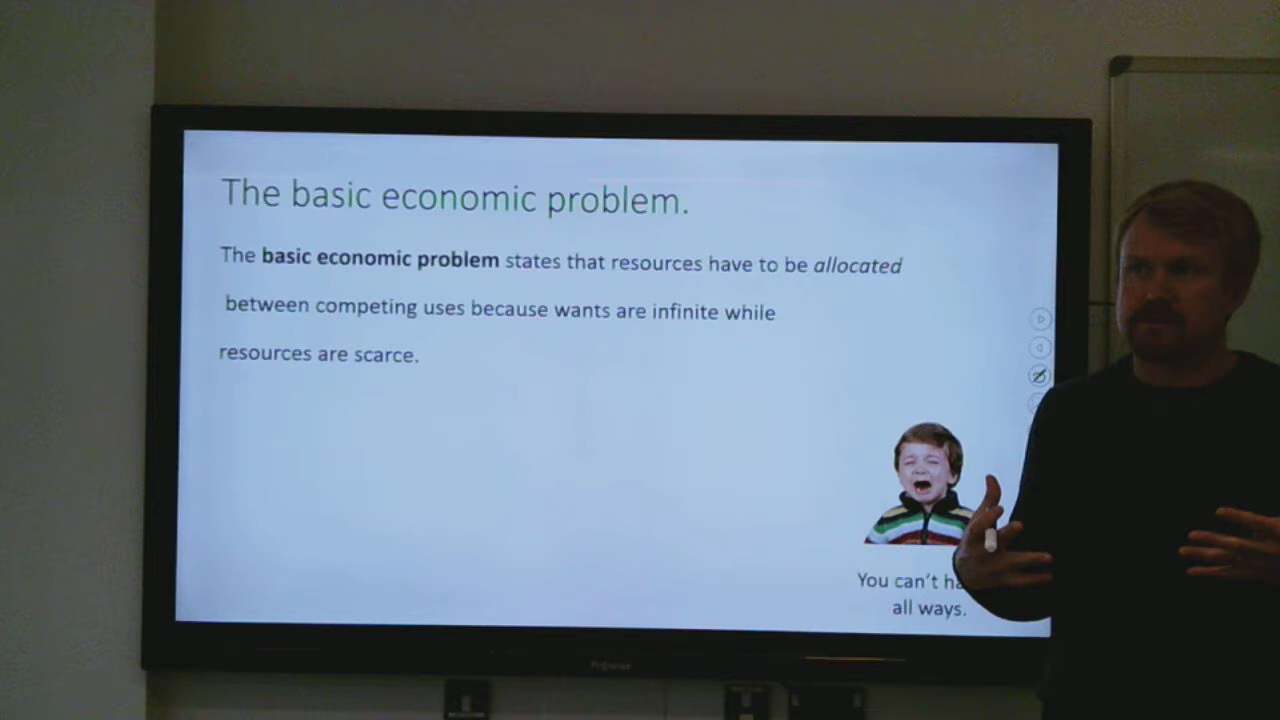 The basic economic problem.
The basic economic problem states that resources have to be allocated
between competing uses because wants are infinite while
resources are scarce.
You can't
all ways.